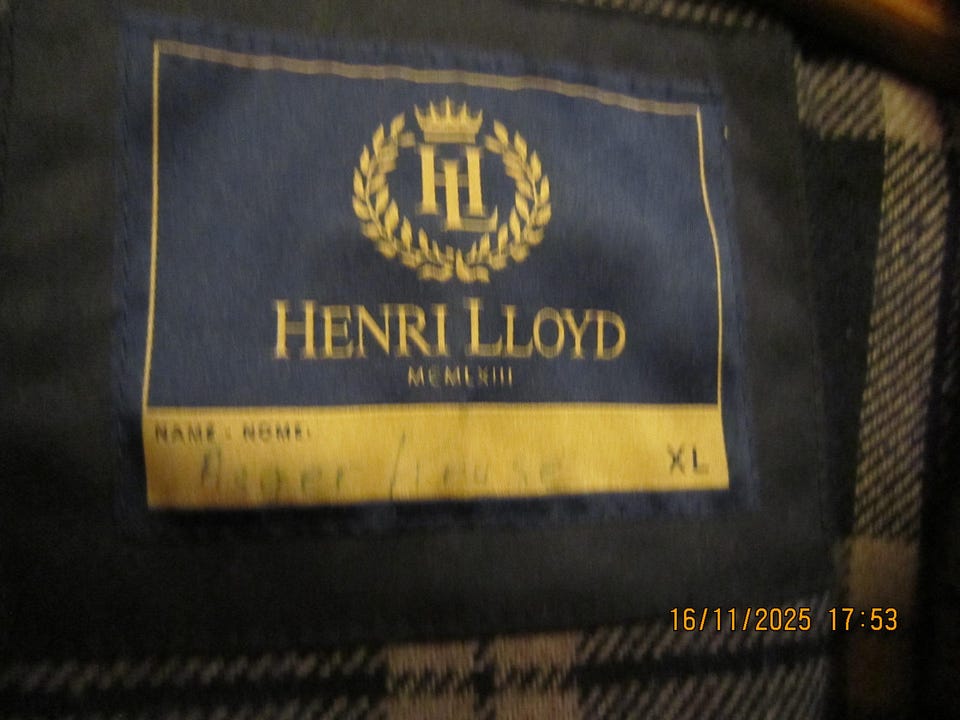 HL
HENRI LLOYD
MCMLXIII
NAME - NOME:
XL
16/11/2025 17:53